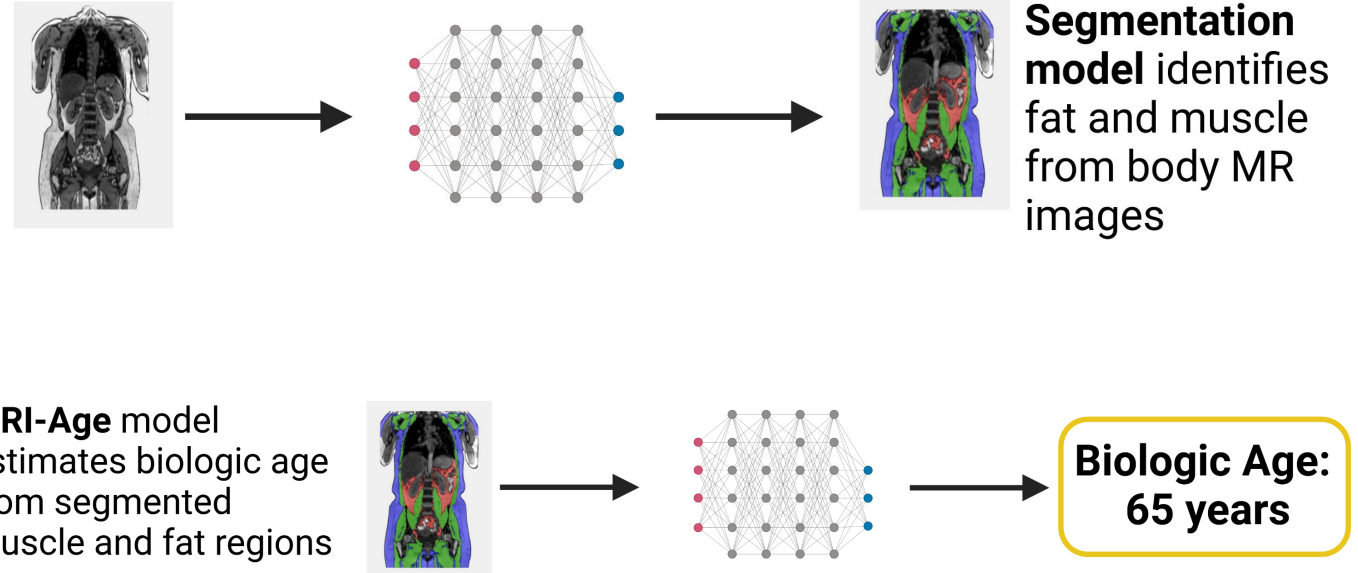 Segmentation
model identifies
fat and muscle
from body MR
images
RI-Age model
stimates biologic age
om segmented
uscle and fat regions
Biologic Age:
65 years